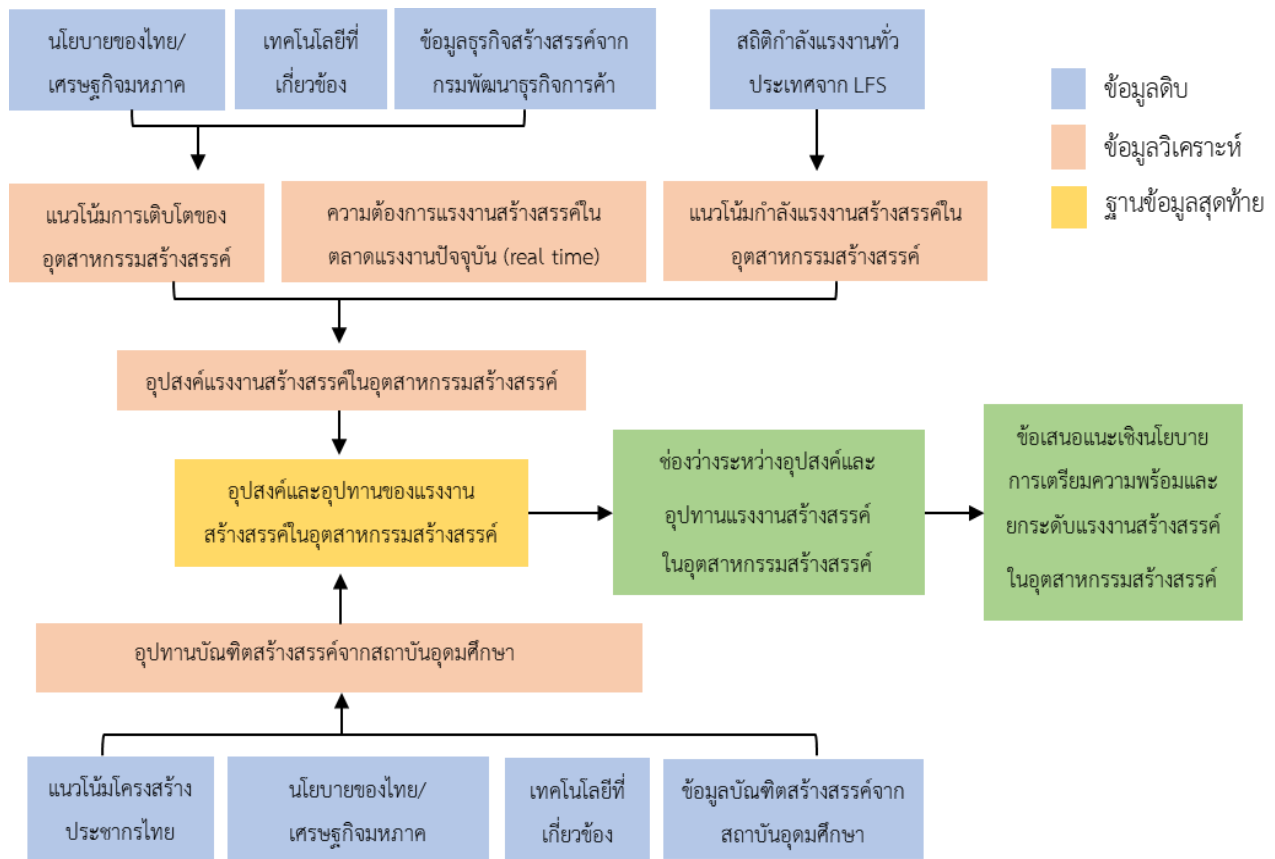 นโยบายของไทย/
เศรษฐกิจมหภาค
เทคโนโลยีที่
เกี่ยวข้อง
ข้อมูลธุรกิจสร้างสรรค์จาก
กรมพัฒนาธุรกิจการค้า
สถิติกำลังแรงงานทั่ว
ประเทศจาก LFS
ข้อมูลดิบ
ข้อมูลวิเคราะห์
ฐานข้อมูลสุดท้าย
แนวโน้มการเติบโตของ
อุตสาหกรรมสร้างสรรค์
ความต้องการแรงงานสร้างสรรค์ใน
ตลาดแรงงานปัจจุบัน (real time)
แนวโน้มกำลังแรงงานสร้างสรรค์ใน
อุตสาหกรรมสร้างสรรค์
อุปสงค์แรงงานสร้างสรรค์ในอุตสาหกรรมสร้างสรรค์
อุปสงค์และอุปทานของแรงงาน
สร้างสรรค์ในอุตสาหกรรมสร้างสรรค์
ช่องว่างระหว่างอุปสงค์และ
อุปทานแรงงานสร้างสรรค์
ในอุตสาหกรรมสร้างสรรค์
ข้อเสนอแนะเชิงนโยบาย
การเตรียมความพร้อมและ
ยกระดับแรงงานสร้างสรรค์
ในอุตสาหกรรมสร้างสรรค์
อุปทานบัณฑิตสร้างสรรค์จากสถาบันอุดมศึกษา
แนวโน้มโครงสร้าง
ประชากรไทย
นโยบายของไทย/
เศรษฐกิจมหภาค
เทคโนโลยีที่
เกี่ยวข้อง
ข้อมูลบัณฑิตสร้างสรรค์จาก
สถาบันอุดมศึกษา